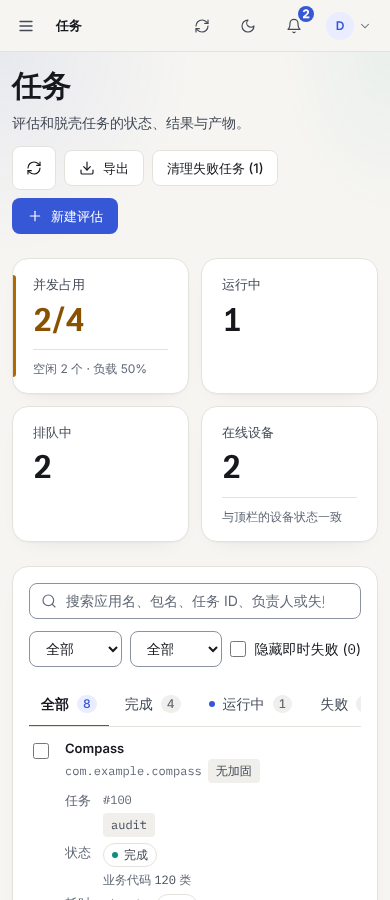 任务
2
D
任务
评估和脱壳任务的状态、结果与产物。
导出
清理失败任务 (1)
新建评估
并发占用
2/4
空闲 2 个 · 负载 50%
运行中
1
排队中
2
在线设备
2
与顶栏的设备状态一致
搜索应用名、包名、任务 ID、负责人或失
全部
全部
隐藏即时失败 (0)
全部 8
完成 4
运行中 1
失败
Compass
com.example.compass 无加固
任务 #100
audit
状态 完成
业务代码 120 类